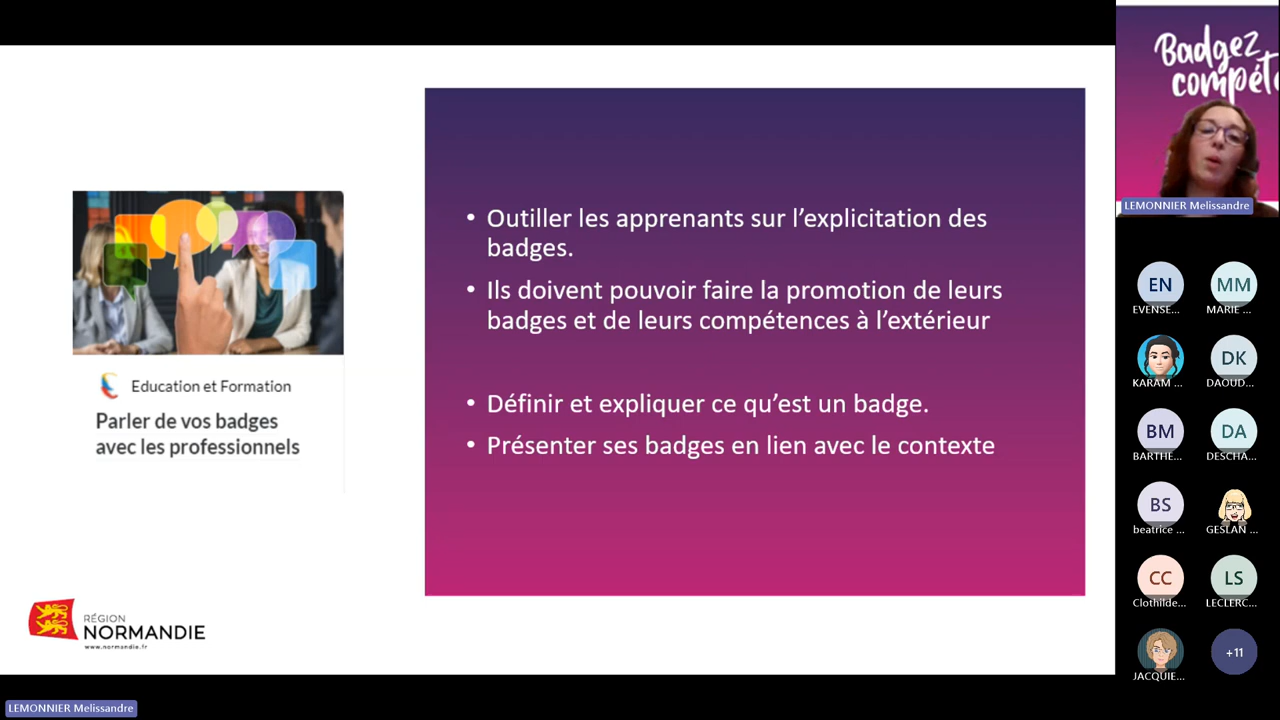 • Outiller les apprenants sur l’explicitation des
badges.
• Ils doivent pouvoir faire la promotion de leurs
badges et de leurs compétences à l’extérieur
• Définir et expliquer ce qu’est un badge.
• Présenter ses badges en lien avec le contexte
Education et Formation
Parler de vos badges
avec les professionnels
RÉGION
NORMANDIE
www.normandie.fr
LEMONNIER Melissandre
Badgez
compéte
LEMONNIER Melissandre
EN
EVENSE...
MM
MARIE ...
KARAM ...
DK
DAOUD...
BM
BARTHE...
DA
DESCHA...
BS
beatrice ...
GESLAN ...
CC
Clothilde...
LS
LECLERC...
JACQUIE...
+11